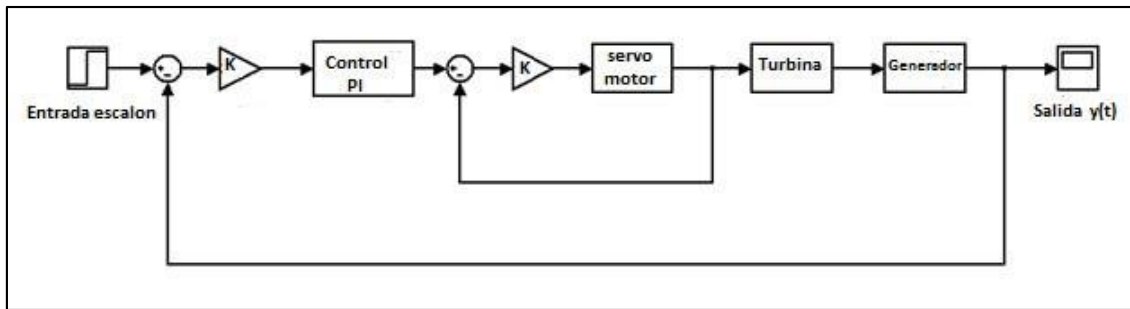 Entrada escalon
K
Control
PI
K
servo
motor
Turbina
Generador
Salida y(t)